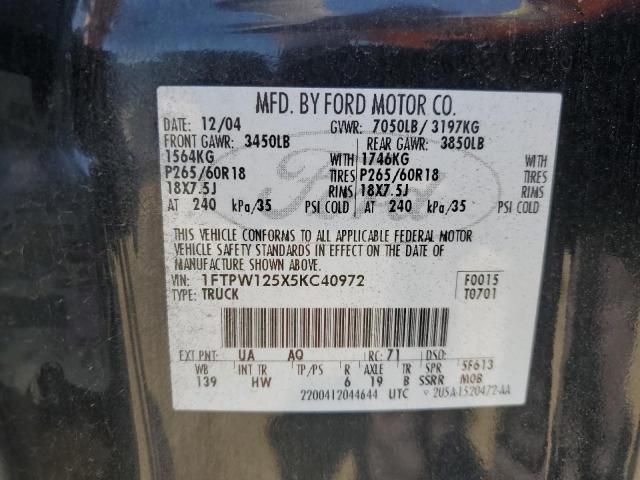 MFD. BY FORD MOTOR CO.
DATE: 12/04 GVWR: 7050LB / 3197KG
FRONT GAWR: 3450LB REAR GAWR: 3850LB
1564KG WITH 1746KG WITH
P265/60R18 TIRES P265/60R18 TIRES
18X7.5J RIMS 18X7.5J RIMS
AT 240 kPa/35 PSI COLD AT 240 kPa/35 PSI COLD
Ford
THIS VEHICLE CONFORMS TO ALL APPLICABLE FEDERAL MOTOR
VEHICLE SAFETY STANDARDS IN EFFECT ON THE DATE OF
MANUFACTURE SHOWN ABOVE.
VIN: 1FTPW125X5KC40972 F0015
TYPE: TRUCK T0701
EXT PNT: UA AQ RC: 71 DSO:
WB INT TR TP/PS R AXLE TR SPR 5F613
139 HW 6 19 B SSRR MOB
2200412044644 UTC 2U5A-1520472-AA